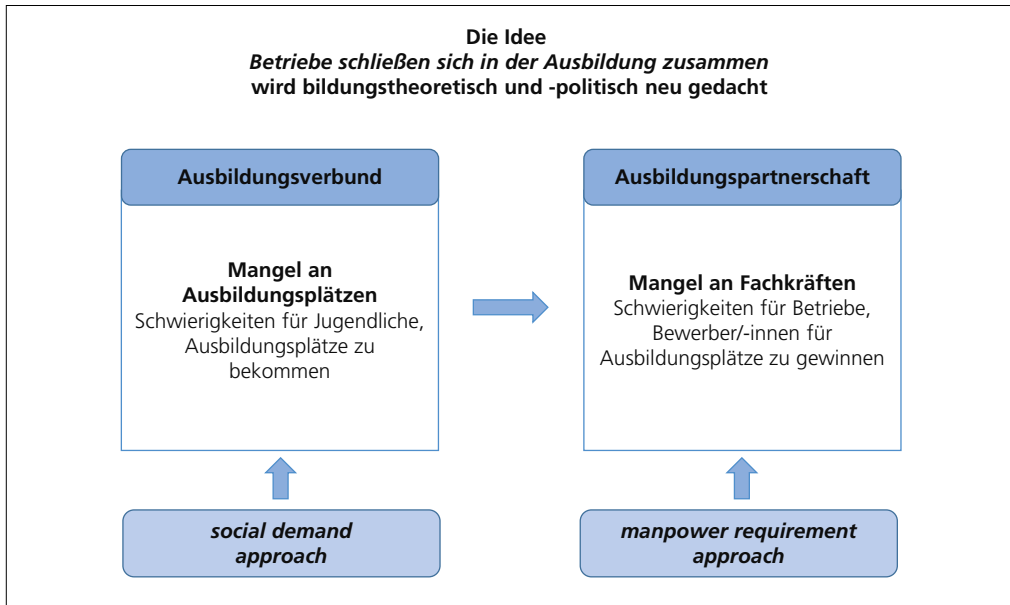 Die Idee
Betriebe schließen sich in der Ausbildung zusammen
wird bildungstheoretisch und -politisch neu gedacht
Ausbildungsverbund
Mangel an
Ausbildungsplätzen
Schwierigkeiten für Jugendliche,
Ausbildungsplätze zu
bekommen
social demand
approach
Ausbildungspartnerschaft
Mangel an Fachkräften
Schwierigkeiten für Betriebe,
Bewerber/-innen für
Ausbildungsplätze zu gewinnen
manpower requirement
approach